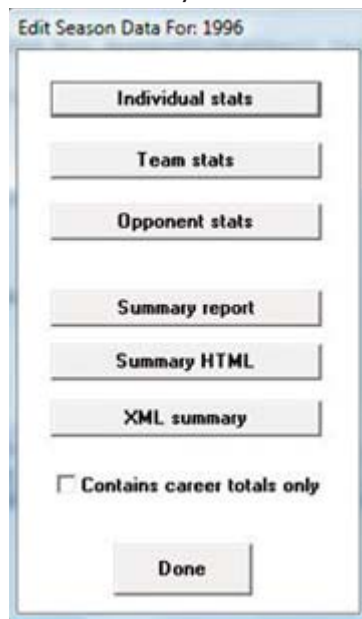 Edit Season Data For: 1996
Individual stats
Team stats
Opponent stats
Summary report
Summary HTML
XML summary
Contains career totals only
Done